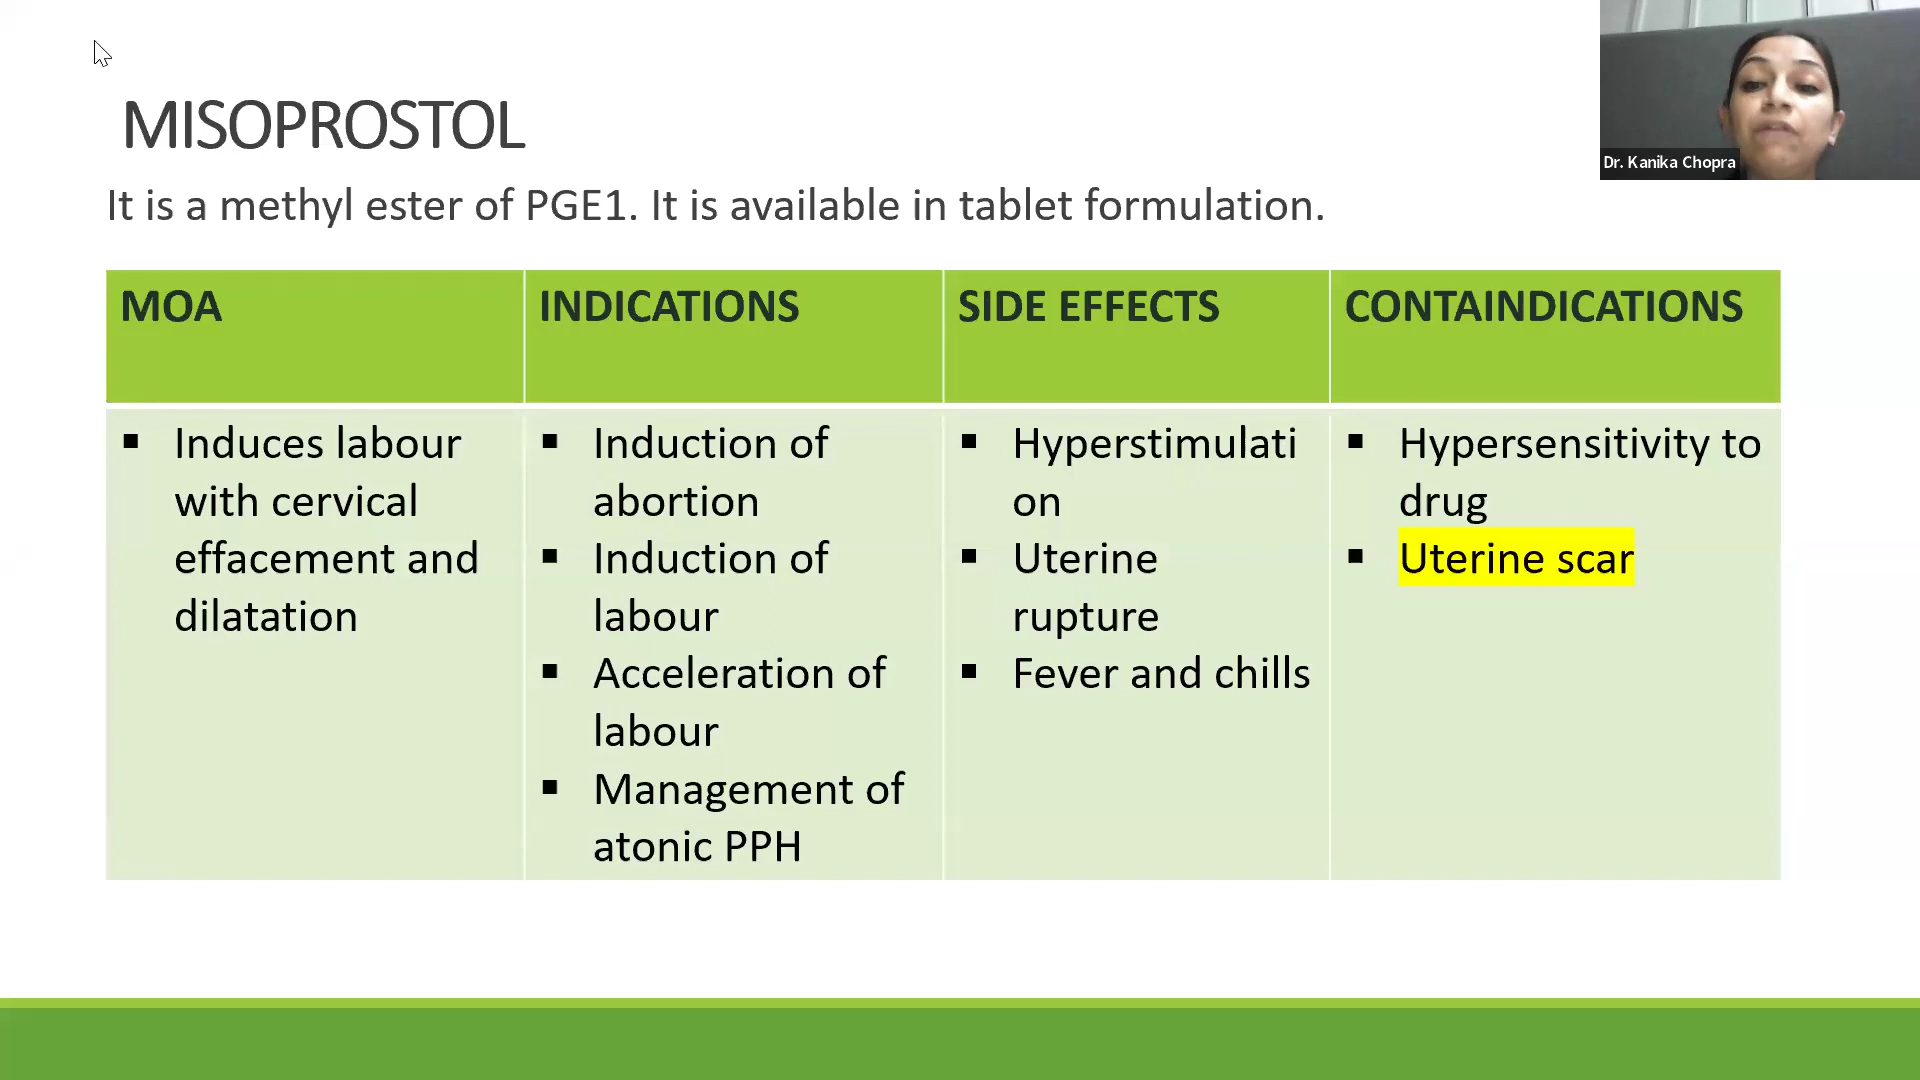 MISOPROSTOL
Dr. Kanika Chopra
It is a methyl ester of PGE1. It is available in tablet formulation.
MOA
INDICATIONS
SIDE EFFECTS
CONTAINDICATIONS
▪ Induces labour
with cervical
effacement and
dilatation
▪ Induction of
abortion
▪ Induction of
labour
▪ Acceleration of
labour
▪ Management of
atonic PPH
▪ Hyperstimulati
on
▪ Uterine
rupture
▪ Fever and chills
▪ Hypersensitivity to
drug
▪ Uterine scar